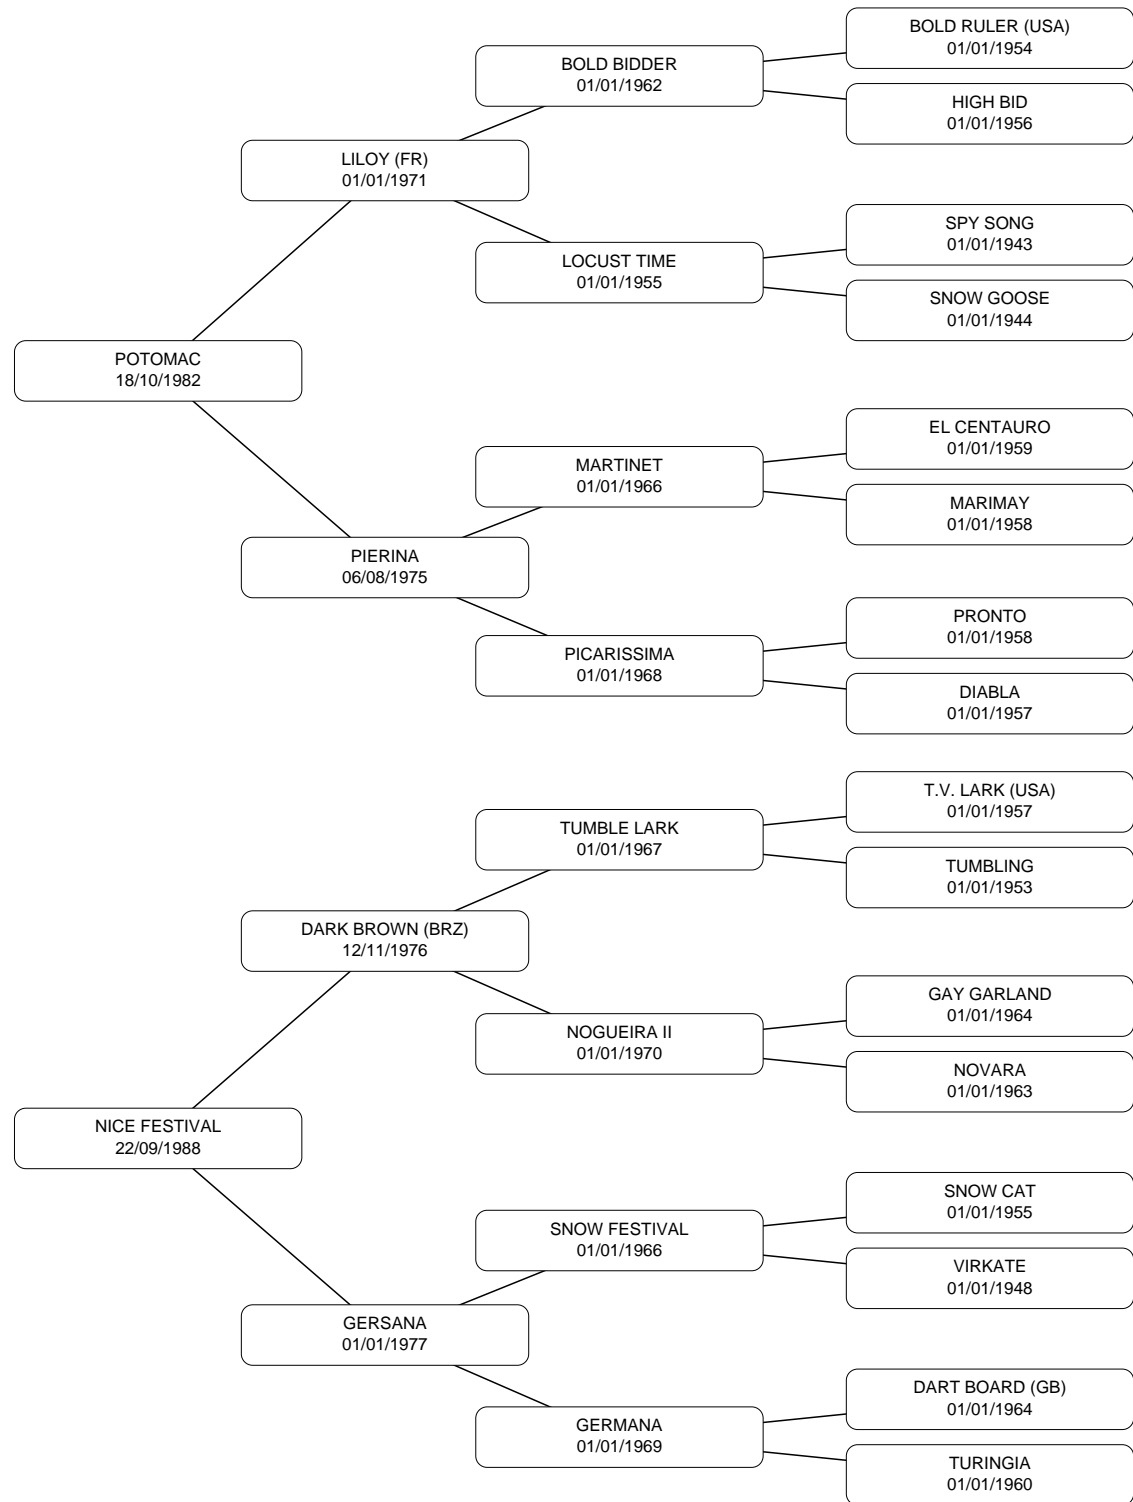 BOLD RULER (USA)
01/01/1954
BOLD BIDDER
01/01/1962
HIGH BID
01/01/1956
LILOY (FR)
01/01/1971
SPY SONG
01/01/1943
LOCUST TIME
01/01/1955
SNOW GOOSE
01/01/1944
POTOMAC
18/10/1982
EL CENTAURO
01/01/1959
MARTINET
01/01/1966
MARIMAY
01/01/1958
PIERINA
06/08/1975
PRONTO
01/01/1958
PICARISSIMA
01/01/1968
DIABLA
01/01/1957
T.V. LARK (USA)
01/01/1957
TUMBLE LARK
01/01/1967
TUMBLING
01/01/1953
DARK BROWN (BRZ)
12/11/1976
GAY GARLAND
01/01/1964
NOGUEIRA II
01/01/1970
NOVARA
01/01/1963
NICE FESTIVAL
22/09/1988
SNOW CAT
01/01/1955
SNOW FESTIVAL
01/01/1966
VIRKATE
01/01/1948
GERSANA
01/01/1977
DART BOARD (GB)
01/01/1964
GERMANA
01/01/1969
TURINGIA
01/01/1960